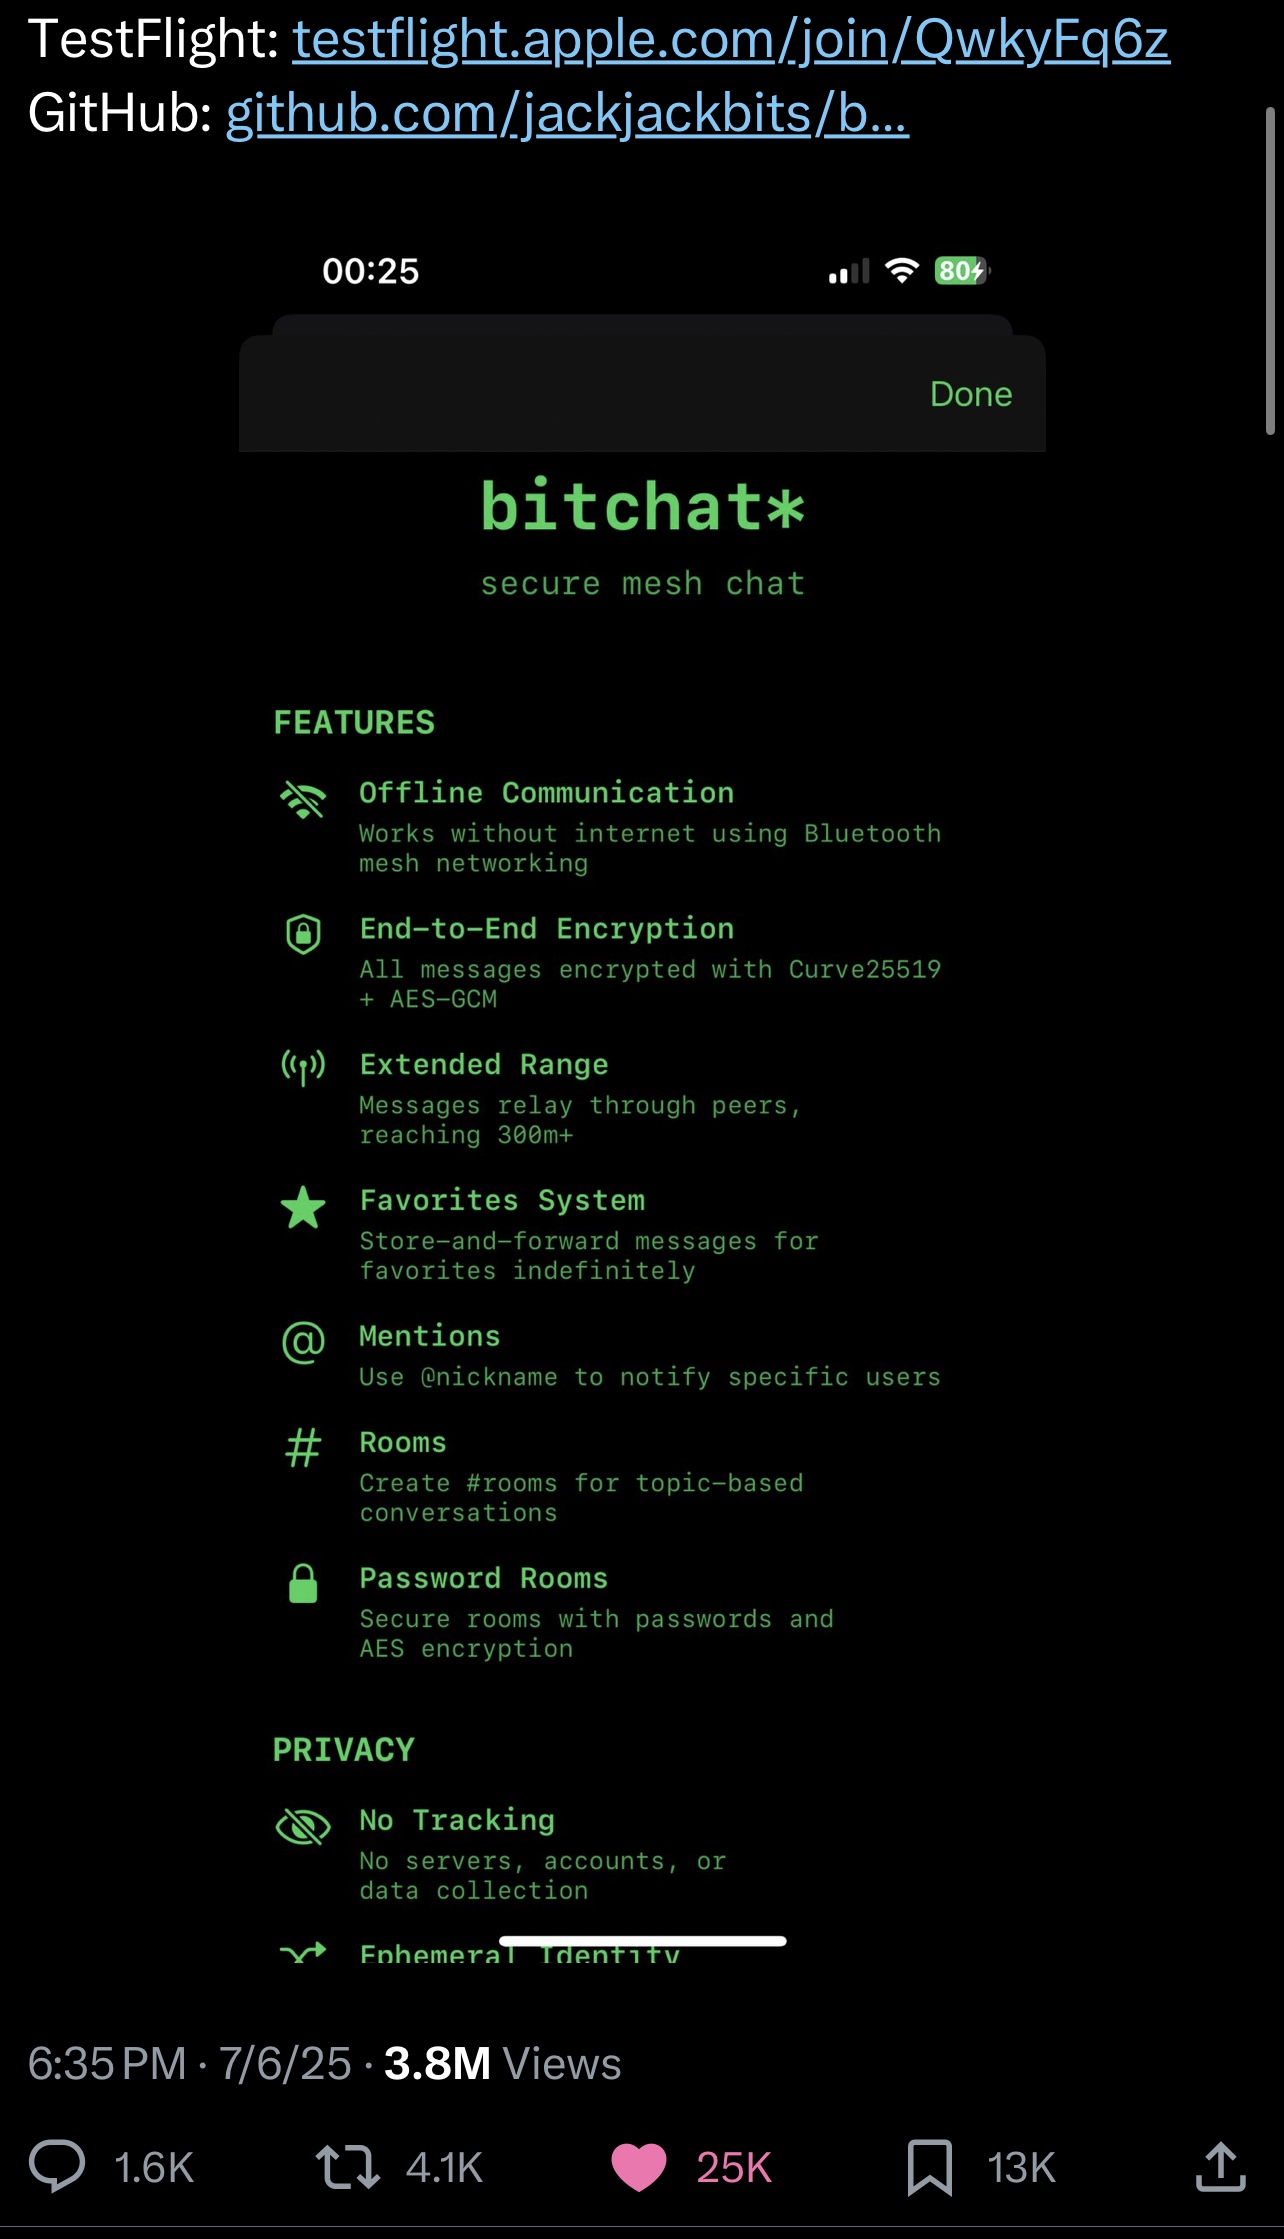 TestFlight: testflight.apple.com/join/QwkyFq6z
GitHub: github.com/jackjackbits/b...
00:25
80
Done
bitchat*
secure mesh chat
FEATURES
Offline Communication
Works without internet using Bluetooth
mesh networking
End-to-End Encryption
All messages encrypted with Curve25519
+ AES-GCM
Extended Range
Messages relay through peers,
reaching 300m+
Favorites System
Store-and-forward messages for
favorites indefinitely
@ Mentions
Use @nickname to notify specific users
# Rooms
Create #rooms for topic-based
conversations
Password Rooms
Secure rooms with passwords and
AES encryption
PRIVACY
No Tracking
No servers, accounts, or
data collection
Ephemeral Identity
6:35 PM · 7/6/25 · 3.8M Views
1.6K 4.1K 25K 13K